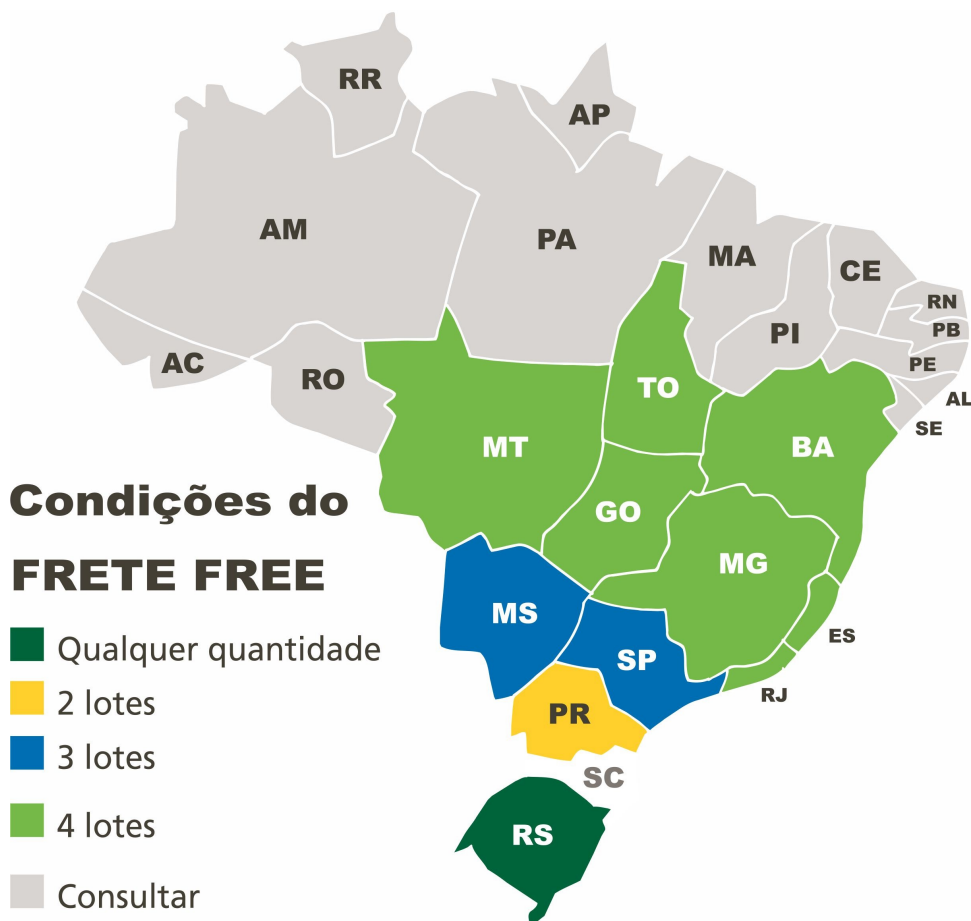 RR
AP
AM
PA
MA
CE
RN
PB
PI
PE
AC
RO
TO
AL
SE
MT
BA
Condições do
FRETE FREE
GO
MG
MS
ES
SP
RJ
PR
SC
RS
Qualquer quantidade
2 lotes
3 lotes
4 lotes
Consultar